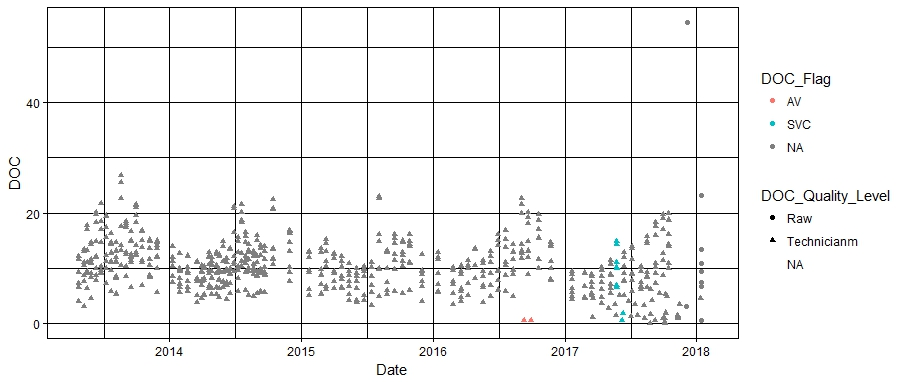 DOC
40
20
0
2014
2015
2016
2017
2018
Date
DOC_Flag
AV
SVC
NA
DOC_Quality_Level
Raw
Technicianm
NA